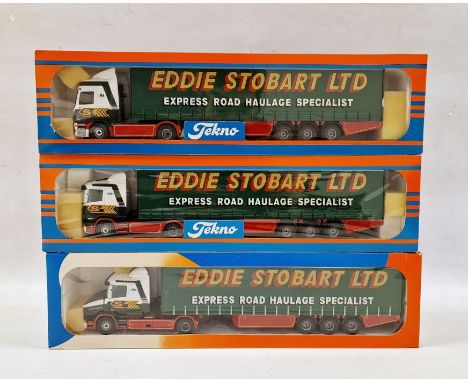 EDDIE STOBART LTD
EXPRESS ROAD HAULAGE SPECIALIST
Tekno
EDDIE STOBART LTD
EXPRESS ROAD HAULAGE SPECIALIST
Tekno
EDDIE STOBART LTD
EXPRESS ROAD HAULAGE SPECIALIST